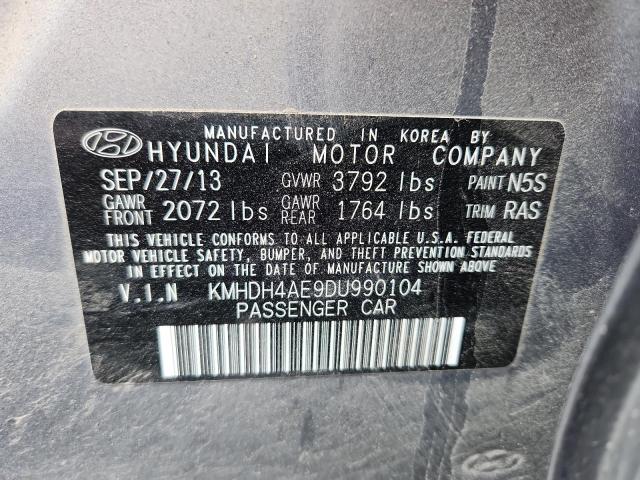 MANUFACTURED IN KOREA BY
HYUNDAI MOTOR COMPANY
SEP/27/13 GVWR 3792 lbs PAINT N5S
GAWR FRONT 2072 lbs GAWR REAR 1764 lbs TRIM RAS
THIS VEHICLE CONFORMS TO ALL APPLICABLE U.S.A. FEDERAL
MOTOR VEHICLE SAFETY, BUMPER, AND THEFT PREVENTION STANDARDS
IN EFFECT ON THE DATE OF MANUFACTURE SHOWN ABOVE.
V.I.N KMHDH4AE9DU990104
PASSENGER CAR